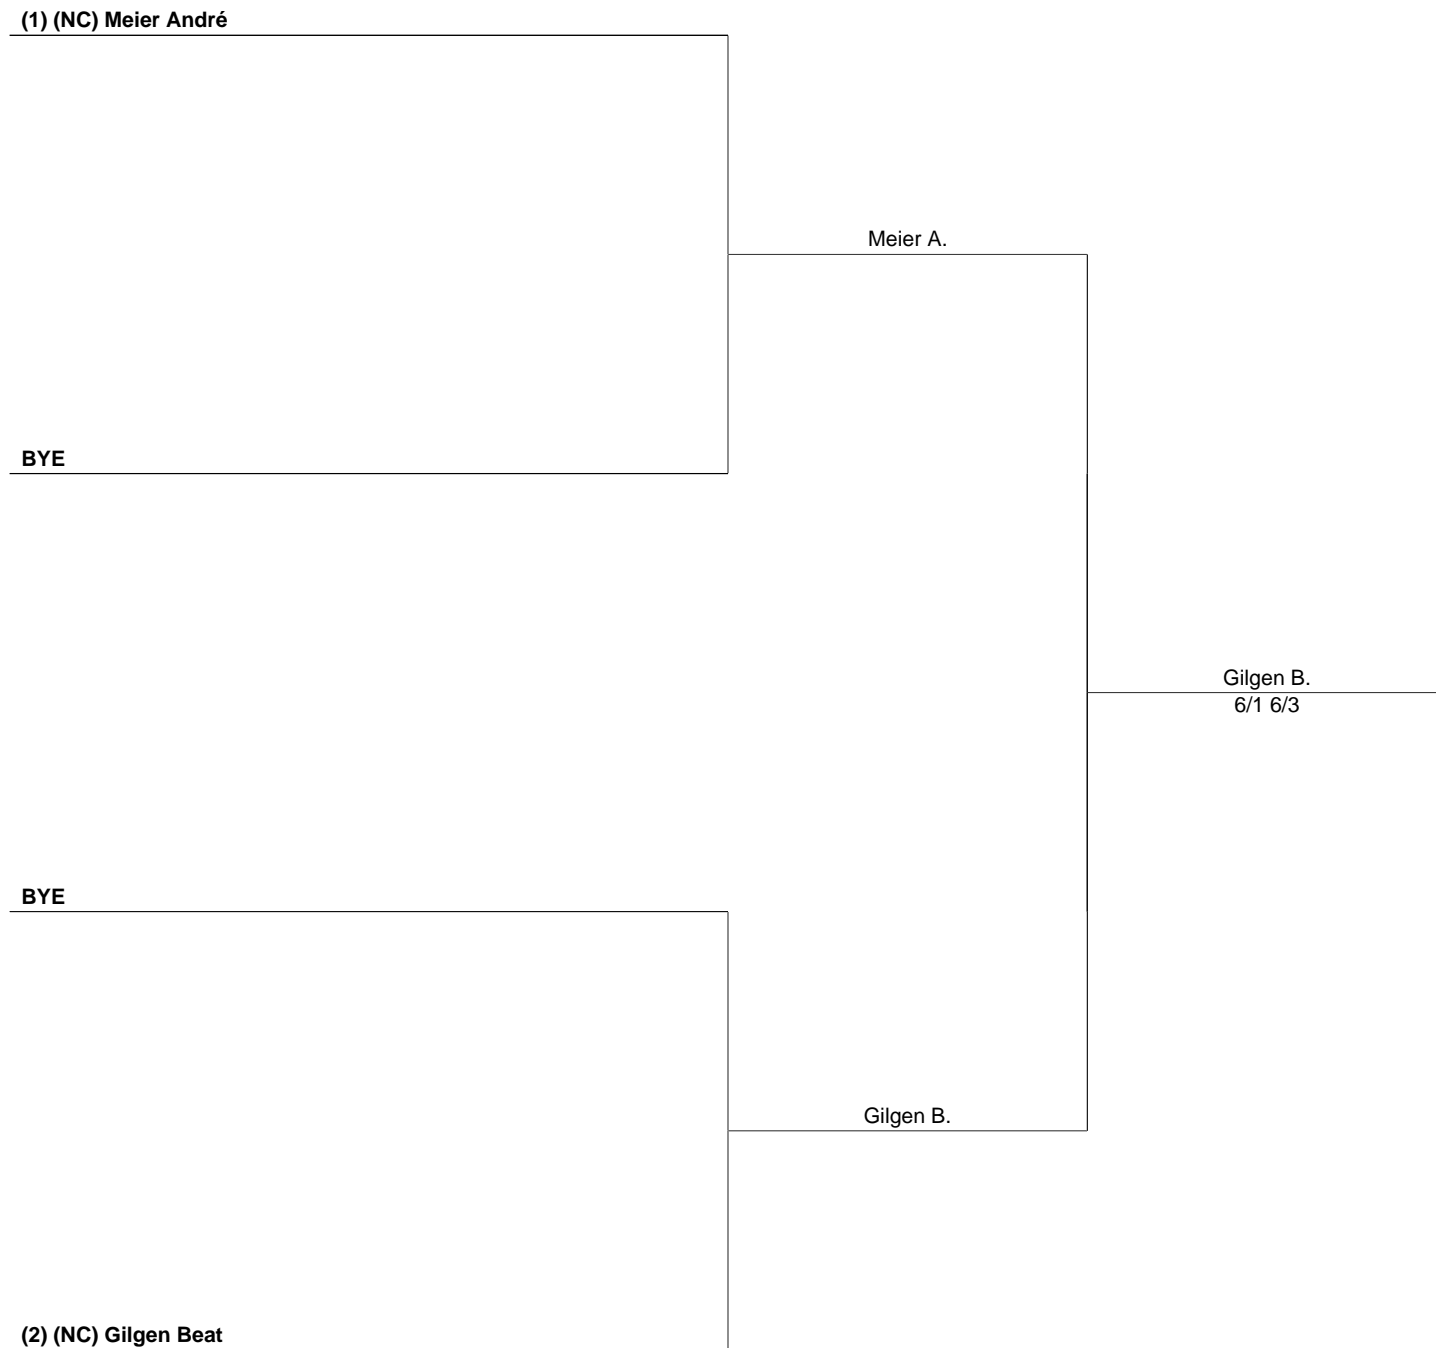 (1) (NC) Meier André
Meier A.
BYE
Gilgen B.
6/1 6/3
BYE
Gilgen B.
(2) (NC) Gilgen Beat